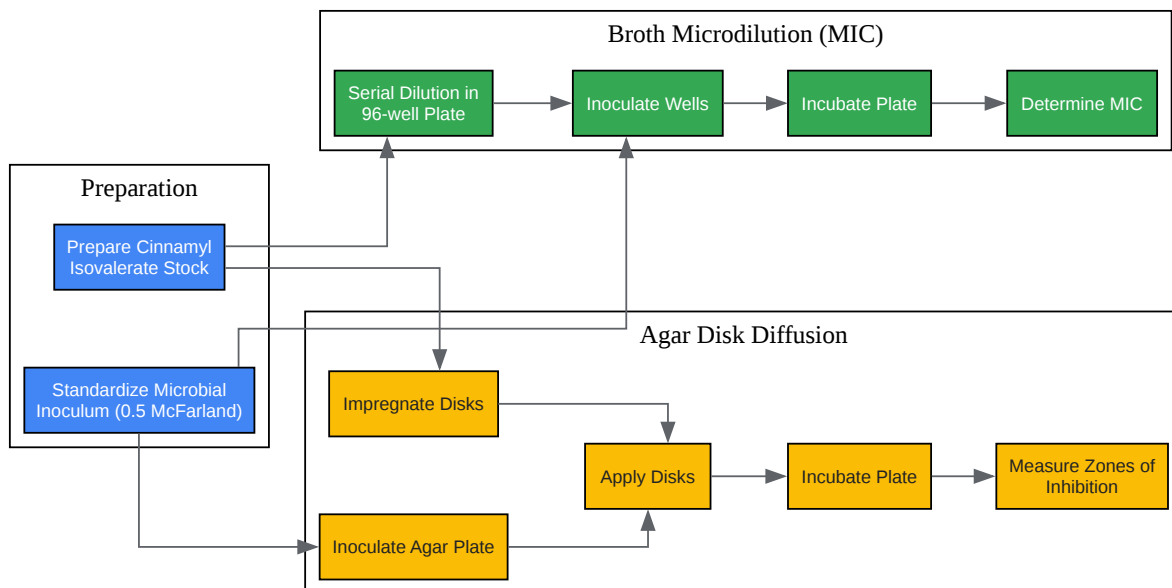 Broth Microdilution (MIC)
Serial Dilution in
96-well Plate
Inoculate Wells
Incubate Plate
Determine MIC
Preparation
Prepare Cinnamyl
Isovalerate Stock
Standardize Microbial
Inoculum (0.5 McFarland)
Agar Disk Diffusion
Impregnate Disks
Apply Disks
Incubate Plate
Measure Zones of
Inhibition
Inoculate Agar Plate